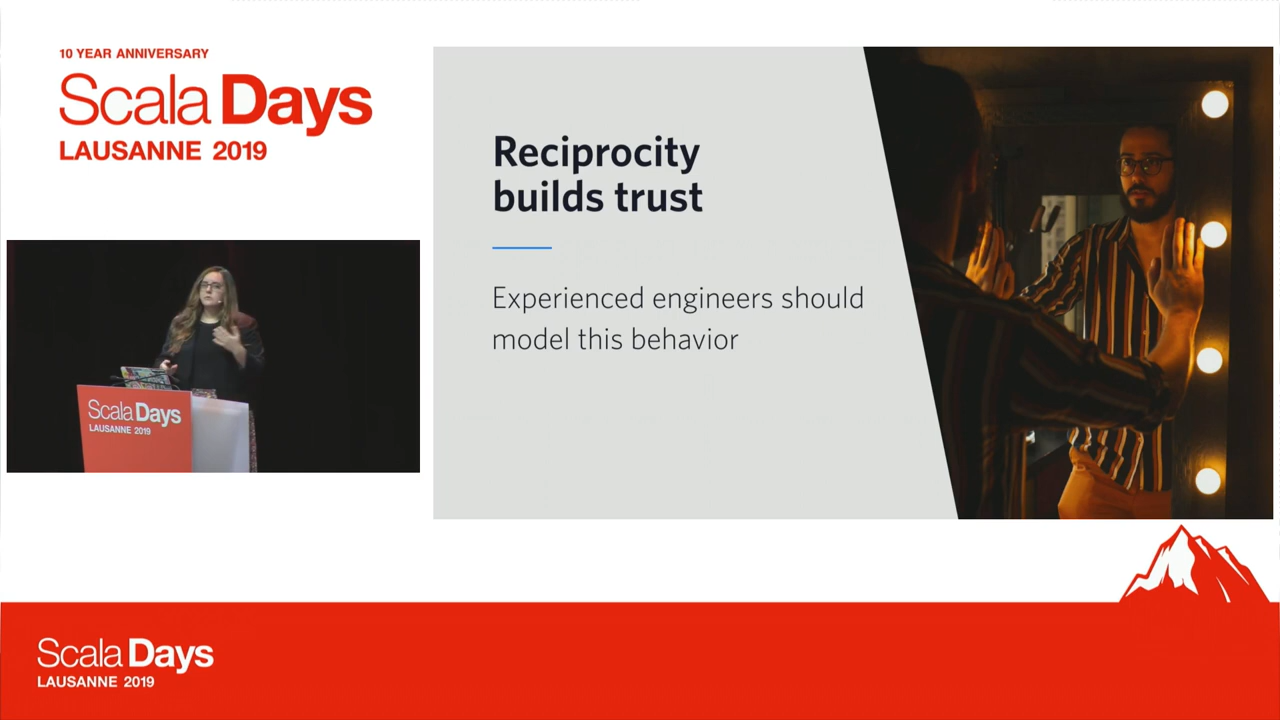 10 YEAR ANNIVERSARY
Scala Days
LAUSANNE 2019
Reciprocity
builds trust
Experienced engineers should
model this behavior
Scala Days
LAUSANNE 2019
Scala Days
LAUSANNE 2019